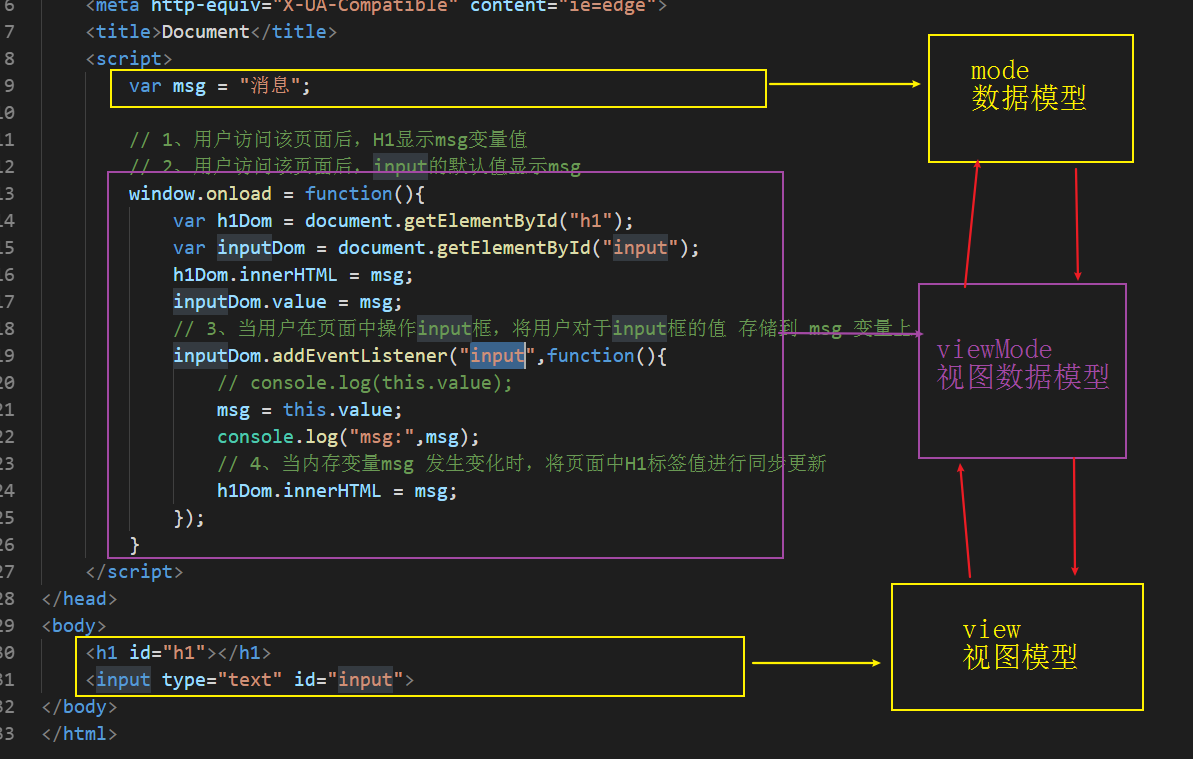 6 <meta http-equiv="X-UA-Compatible" content="ie=edge">
7 <title>Document</title>
8 <script>
9 var msg = "消息";
10
11 // 1、用户访问该页面后，H1显示msg变量值
12 // 2、用户访问该页面后，input的默认值显示msg
13 window.onload = function(){
14 var h1Dom = document.getElementById("h1");
15 var inputDom = document.getElementById("input");
16 h1Dom.innerHTML = msg;
17 inputDom.value = msg;
18 // 3、当用户在页面中操作input框，将用户对于input框的值 存储到 msg 变量上
19 inputDom.addEventListener("input",function(){
20 // console.log(this.value);
21 msg = this.value;
22 console.log("msg:",msg);
23 // 4、当内存变量msg 发生变化时，将页面中H1标签值进行同步更新
24 h1Dom.innerHTML = msg;
25 });
26 }
27 </script>
28 </head>
29 <body>
30 <h1 id="h1"></h1>
31 <input type="text" id="input">
32 </body>
33 </html>
mode
数据模型
viewMode
视图数据模型
view
视图模型